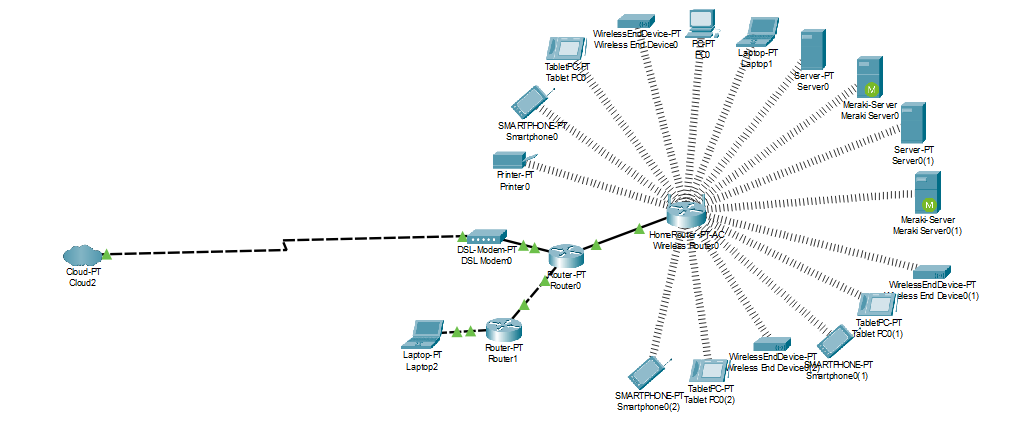 WirelessEndDevice-PT
Wireless End Device0
PC-PT
PC0
Laptop-PT
Laptop1
TabletPC-PT
Tablet PC0
Server-PT
Server0
M
Meraki-Server
Meraki Server0
SMARTPHONE-PT
Smartphone0
Server-PT
Server0(1)
Printer-PT
Printer0
M
Meraki-Server
Meraki Server0(1)
HomeRouter-PT-AC
Wireless Router0
DSL-Modem-PT
DSL Modem0
Cloud-PT
Cloud2
Router-PT
Router0
WirelessEndDevice-PT
Wireless End Device0(1)
TabletPC-PT
Tablet PC0(1)
Router-PT
Router1
Laptop-PT
Laptop2
WirelessEndDevice-PT
Wireless End Device0(2)
SMARTPHONE-PT
Smartphone0(1)
TabletPC-PT
Tablet PC0(2)
SMARTPHONE-PT
Smartphone0(2)